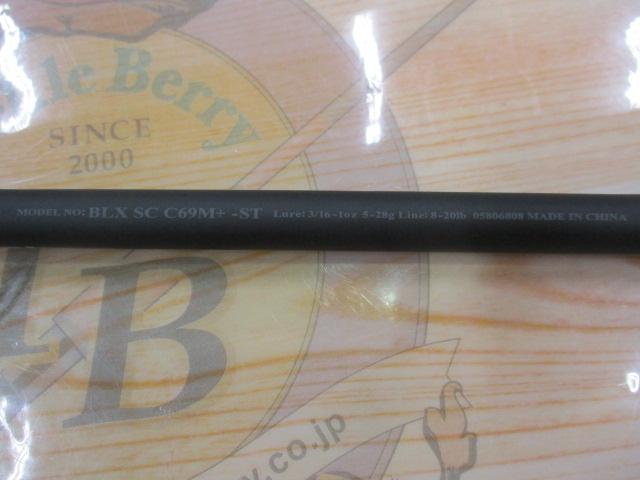 le Berry
SINCE
2000
MODEL NO: BLX SC C69M+ -ST Lure: 3/16-1oz 5-28g Line: 8-20lb 05806808 MADE IN CHINA
B
y.co.jp